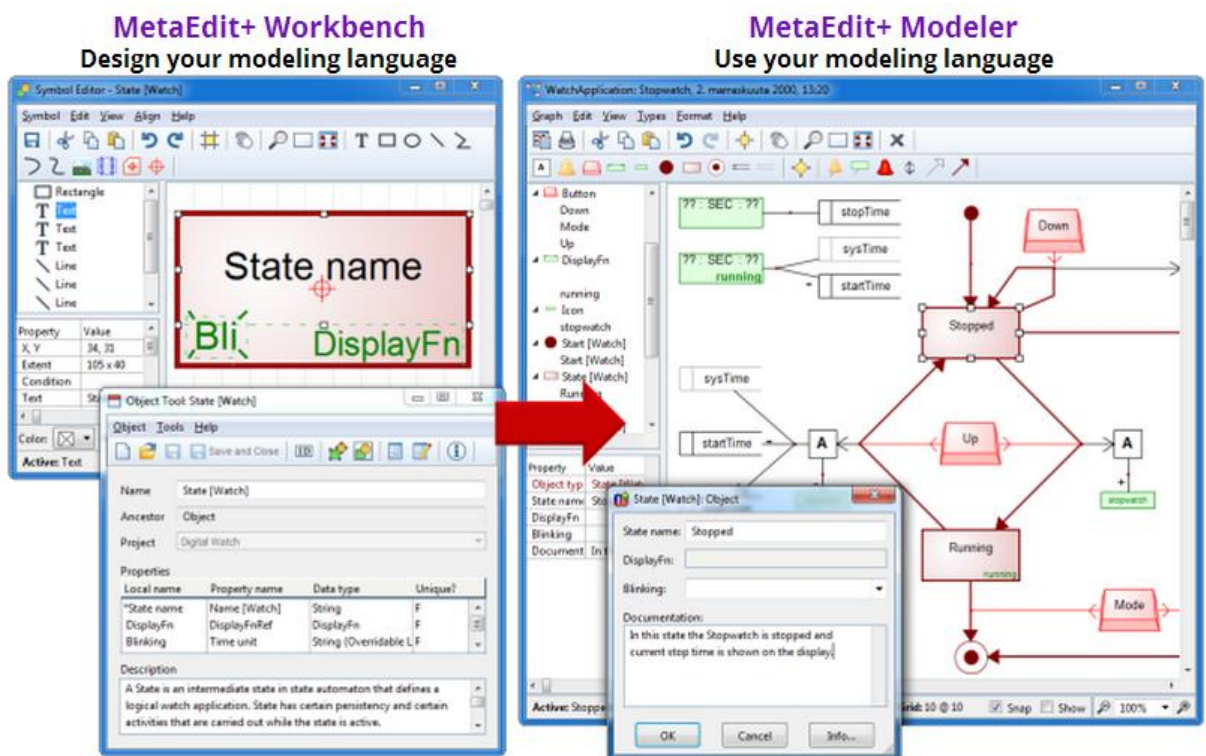 MetaEdit+ Workbench
Design your modeling language
MetaEdit+ Modeler
Use your modeling language
Symbol Editor - State [Watch]
Symbol Edit View Align Help
Rectangle
Text
Text
Text
Line
Line
Line
Property Value
X, Y 34, 31
Extent 105 x 40
Condition
Text
Color:
Active: Text
State name
Bli
DisplayFn
Object Tool: State [Watch]
Object Tools Help
Save and Close
Name State [Watch]
Ancestor Object
Project Digital Watch
Properties
Local name Property name Data type Unique?
*State name Name [Watch] String F
DisplayFn DisplayFnRef DisplayFn F
Blinking Time unit String (Overridable L F
Description
A State is an intermediate state in state automaton that defines a
logical watch application. State has certain persistency and certain
activities that are carried out while the state is active.
WatchApplication: Stopwatch, 2. marraskuuta 2000, 13:20
Graph Edit View Types Format Help
A
Button
Down
Mode
Up
DisplayFn
running
Icon
stopwatch
Start [Watch]
Start [Watch]
State [Watch]
Property Value
Object typ State [Wat
State name
DisplayFn
Blinking
Document
Active: Stoppe
?? : SEC : ??
stopTime
?? : SEC : ??
running
sysTime
startTime
Down
Stopped
sysTime
startTime
A
Up
A
stopwatch
Running
running
Mode
State [Watch]: Object
State name: Stopped
DisplayFn:
Blinking:
Documentation:
In this state the Stopwatch is stopped and
current stop time is shown on the display.
OK Cancel Info...
Grid: 10 @ 10 Snap Show 100%